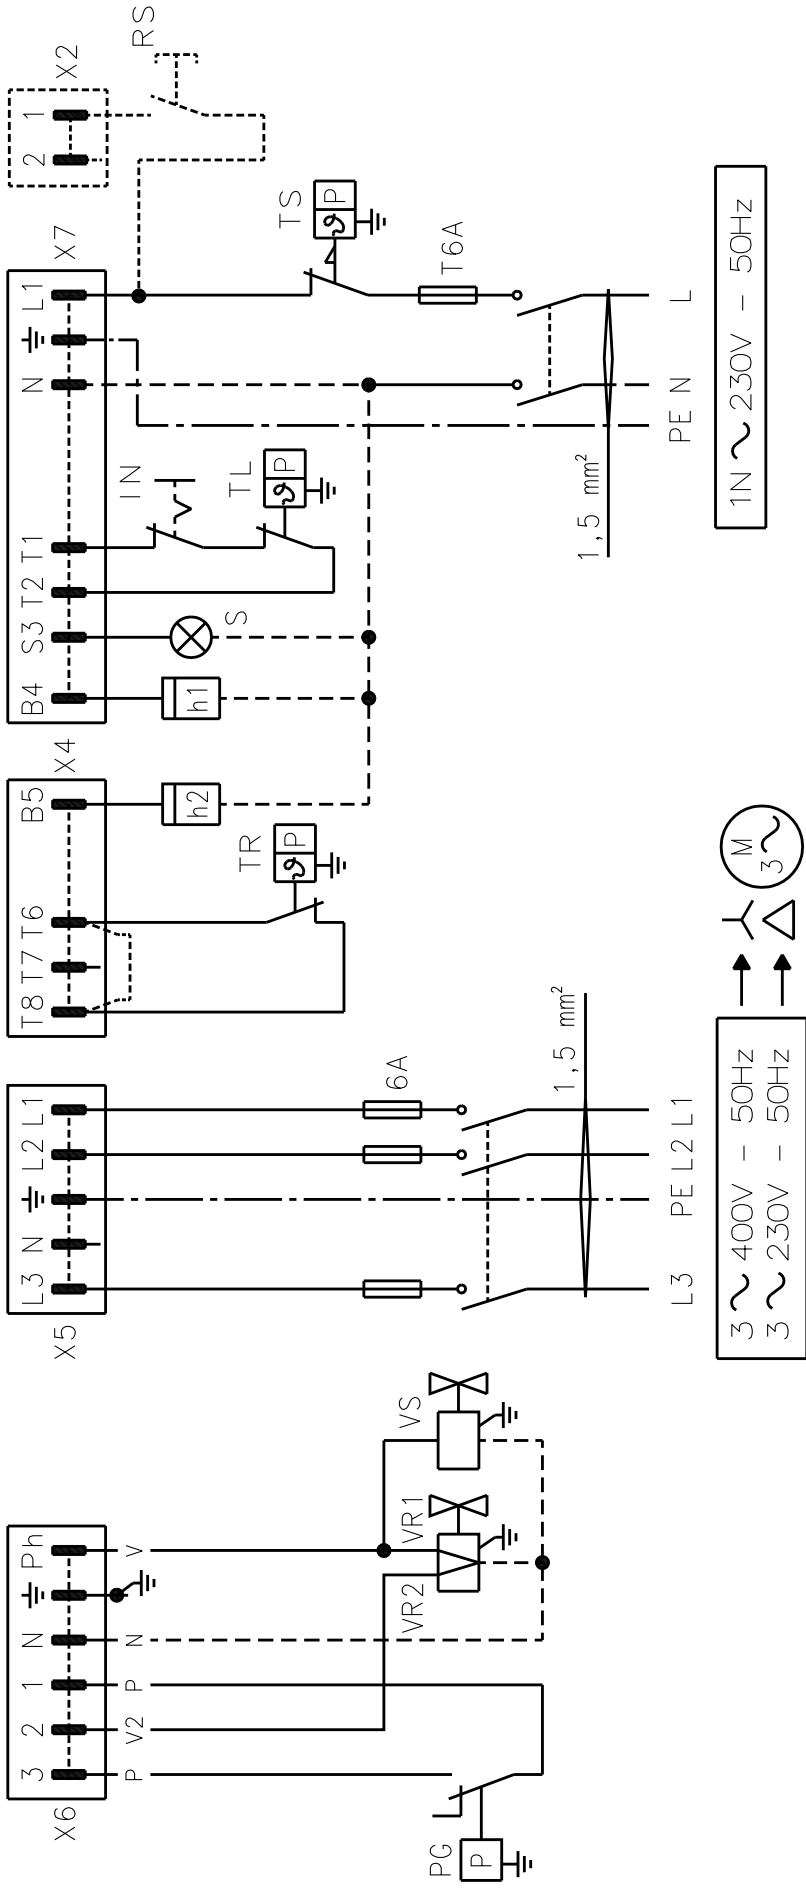 X6
3 2 1 N Ph
P V2 P N V
PG
P
VR2 VR1
VS
X5
L3 N L2 L1
6A
1,5 mm²
L3 PE L2 L1
3 ~ 400V - 50Hz
3 ~ 230V - 50Hz
M
3 ~
X4
T8 T7 T6 B5
TR
P
h2
X7
B4 S3 T2 T1 N L1
h1
S
IN
TL
P
TS
P
T6A
1,5 mm²
PE N L
1N ~ 230V - 50Hz
X2
2 1
RS